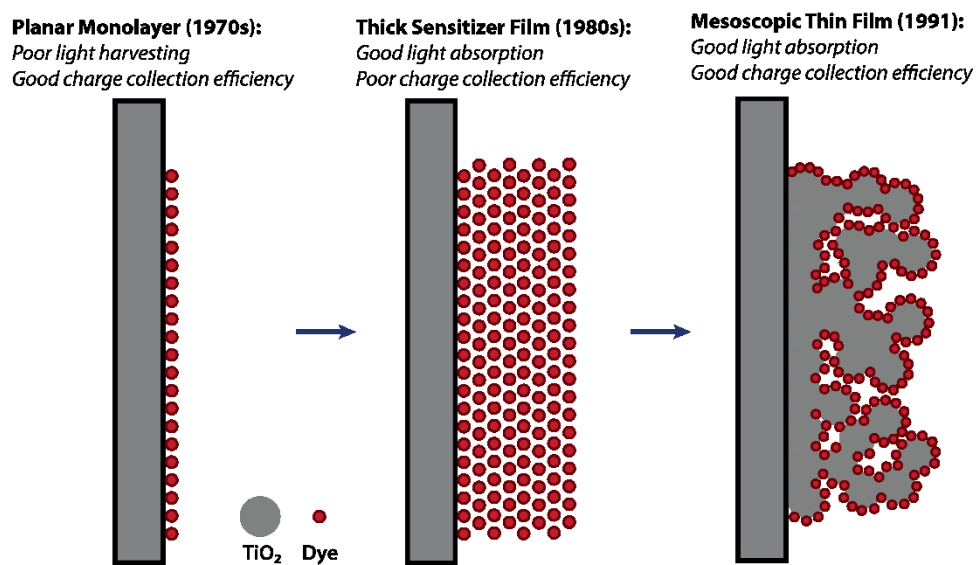 Planar Monolayer (1970s):
Poor light harvesting
Good charge collection efficiency
Thick Sensitizer Film (1980s):
Good light absorption
Poor charge collection efficiency
Mesoscopic Thin Film (1991):
Good light absorption
Good charge collection efficiency
TiO₂
Dye